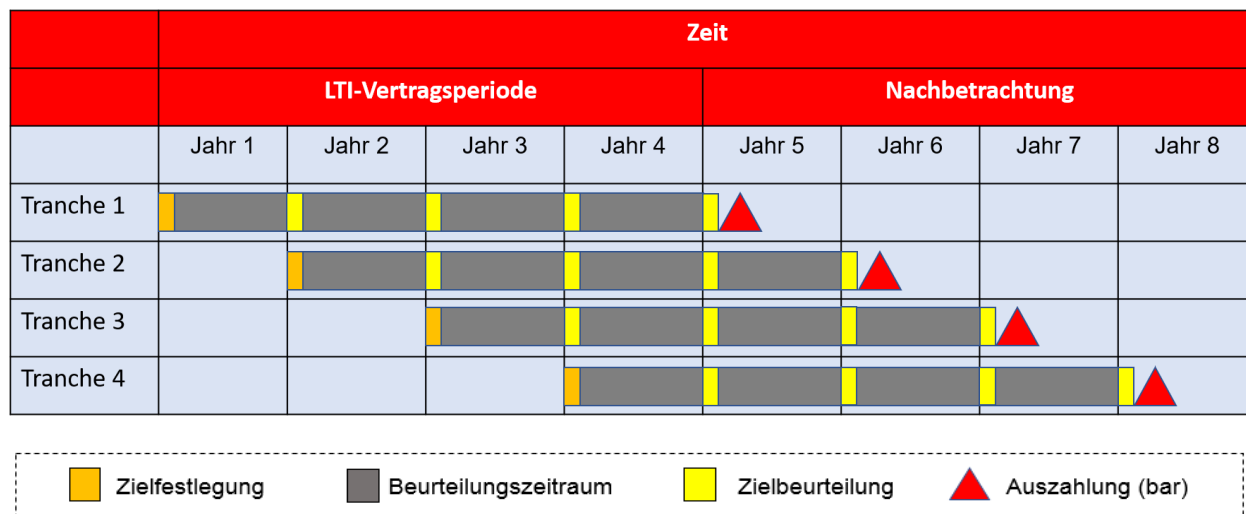 Zeit
LTI-Vertragsperiode Nachbetrachtung
Jahr 1 Jahr 2 Jahr 3 Jahr 4 Jahr 5 Jahr 6 Jahr 7 Jahr 8
Tranche 1
Tranche 2
Tranche 3
Tranche 4
Zielfestlegung Beurteilungszeitraum Zielbeurteilung Auszahlung (bar)